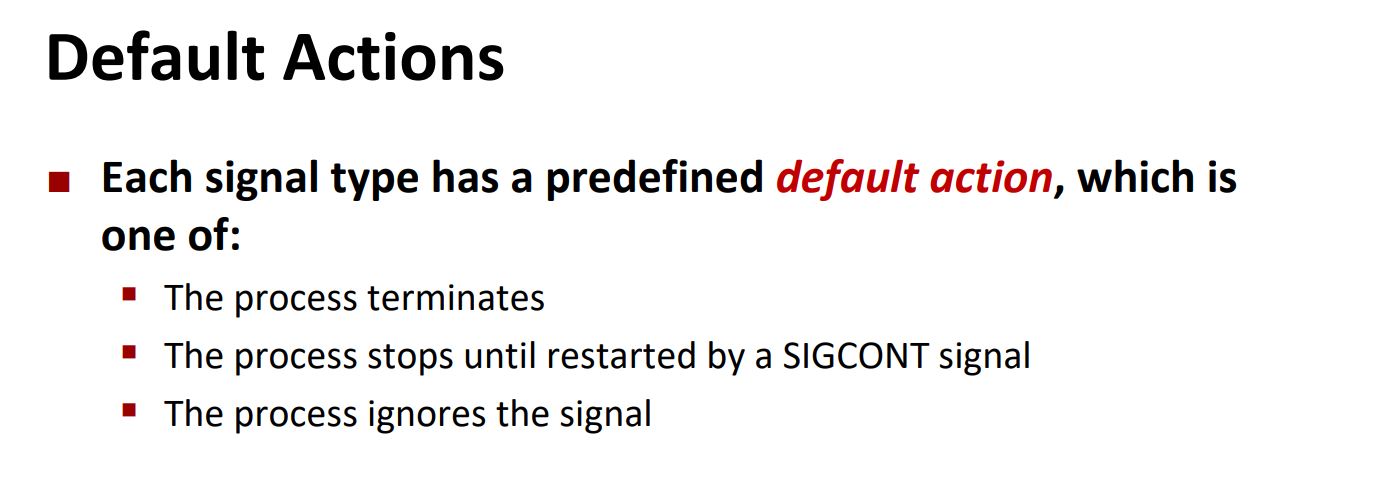 Default Actions
Each signal type has a predefined default action, which is
one of:
The process terminates
The process stops until restarted by a SIGCONT signal
The process ignores the signal